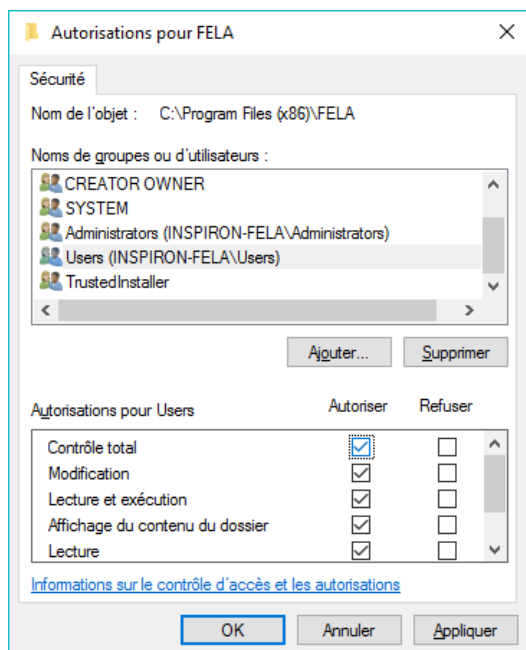 Autorisations pour FELA
Sécurité
Nom de l'objet : C:\Program Files (x86)\FELA
Noms de groupes ou d'utilisateurs :
CREATOR OWNER
SYSTEM
Administrators (INSPIRON-FELA\Administrators)
Users (INSPIRON-FELA\Users)
TrustedInstaller
Ajouter... Supprimer
Autorisations pour Users Autoriser Refuser
Contrôle total
Modification
Lecture et exécution
Affichage du contenu du dossier
Lecture
Informations sur le contrôle d'accès et les autorisations
OK Annuler Appliquer